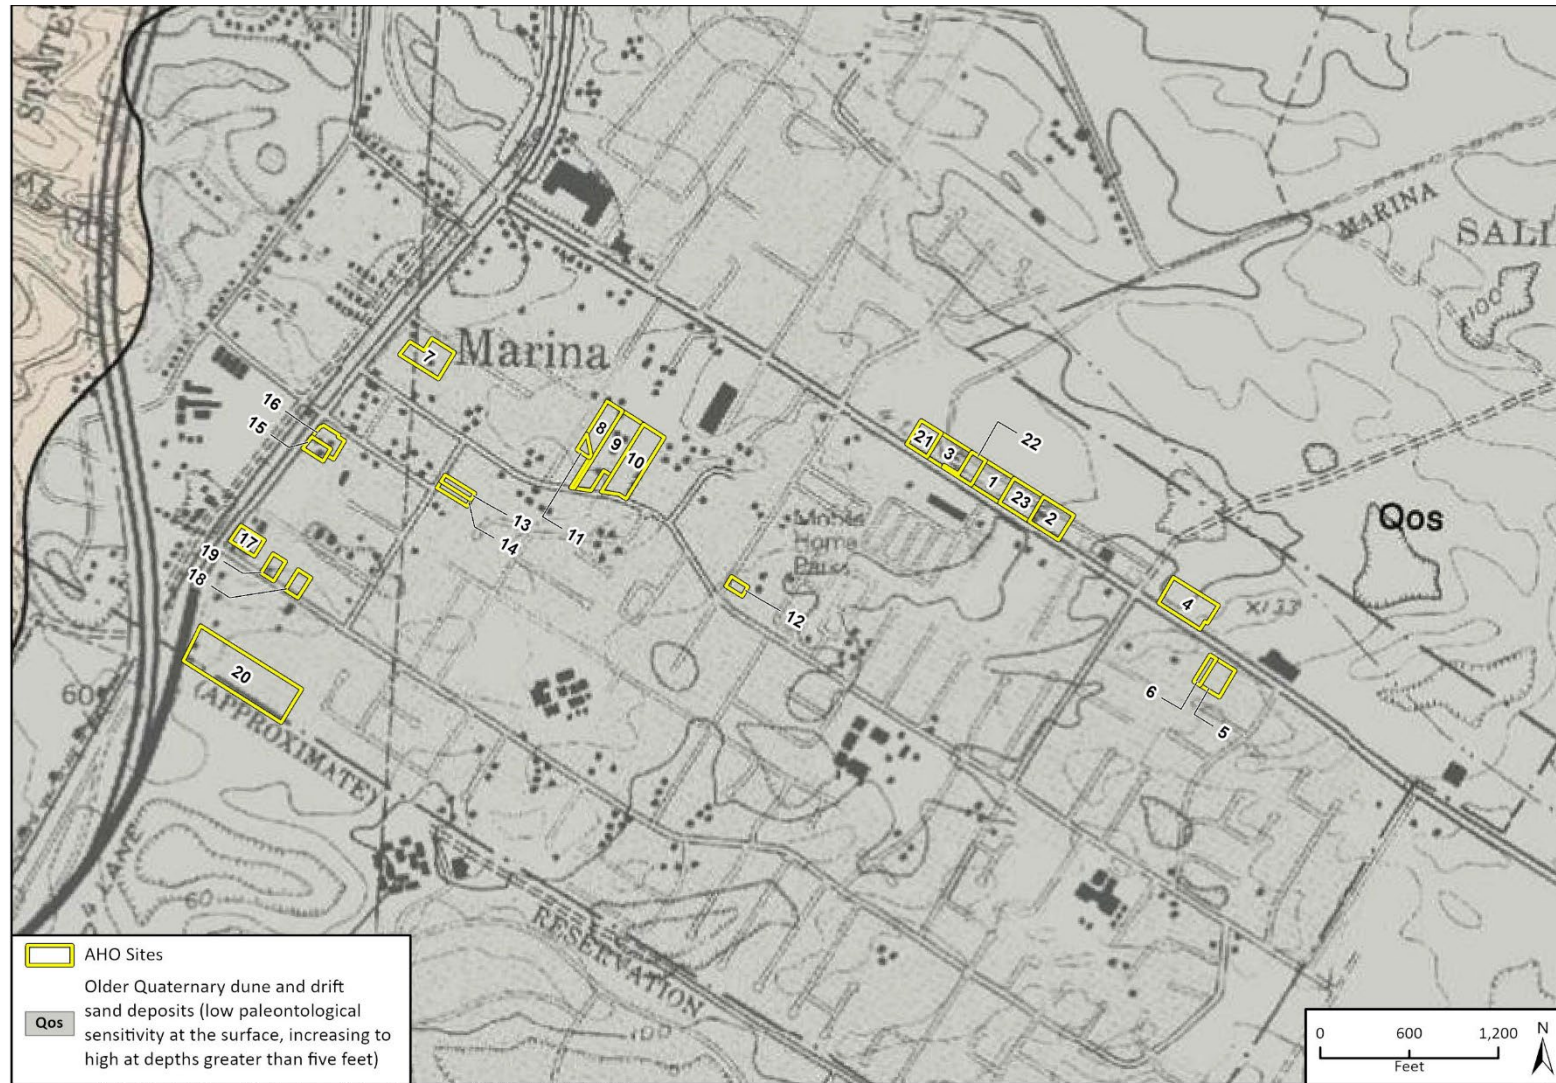 STATE
MARINA
SALI
100
Marina
7
16
15
8
9
10
21
3
22
1
23
2
Qos
13
14
11
Mobile
Home
Park
17
19
18
12
4
X133
20
6
5
60
(APPROXIMATE)
LANE
60
RESERVATION
100
AHO Sites
Older Quaternary dune and drift
sand deposits (low paleontological
Qos
sensitivity at the surface, increasing to
high at depths greater than five feet)
0 600 1,200
Feet
N